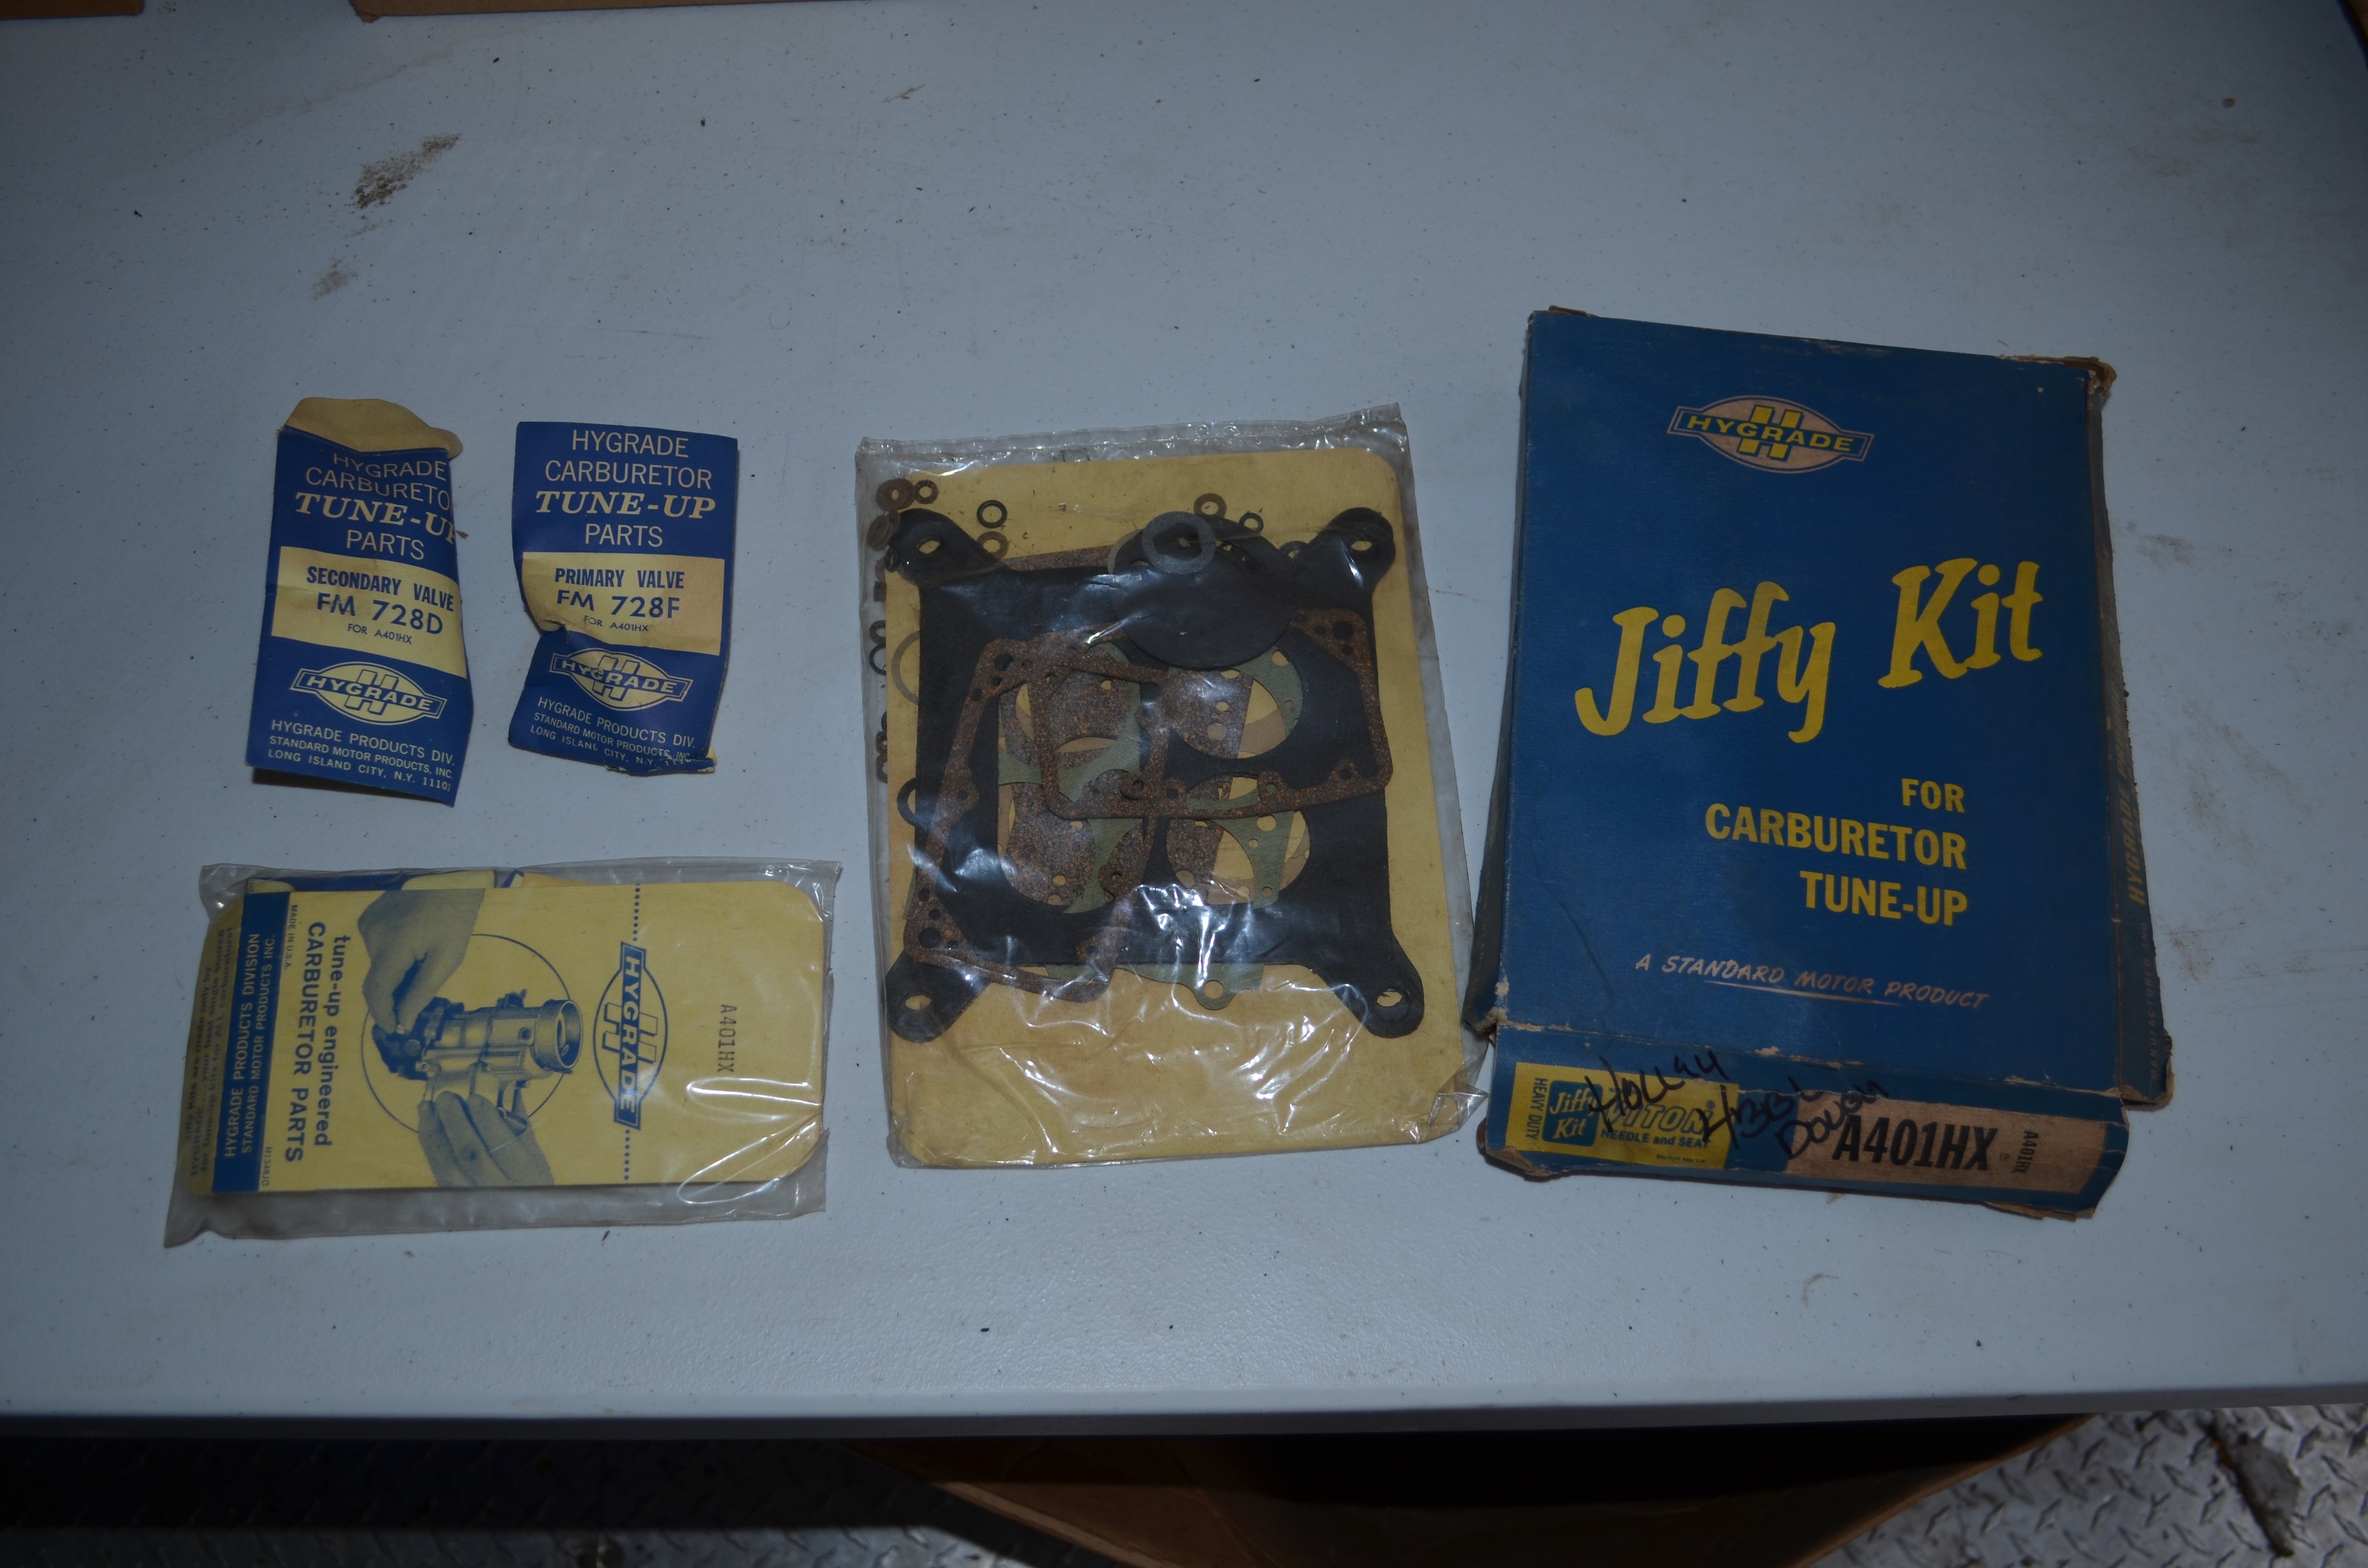 HYGRADE
CARBURETO
TUNE-UP
PARTS
SECONDARY VALVE
FM 728D
FOR A401HX
H
HYGRADE
HYGRADE PRODUCTS DIV.
STANDARD MOTOR PRODUCTS, INC.
LONG ISLAND CITY, N.Y. 1110
HYGRADE
CARBURETOR
TUNE-UP
PARTS
PRIMARY VALVE
FM 728F
FOR A401HX
H
HYGRADE
HYGRADE PRODUCTS DIV.
STANDARD MOTOR PRODUCTS, INC.
LONG ISLAND CITY, N.Y.
A401HX
H
HYGRADE
tune-up engineered
CARBURETOR PARTS
MADE IN U.S.A.
HYGRADE PRODUCTS DIVISION
STANDARD MOTOR PRODUCTS INC.
H
HYGRADE
Jiffy Kit
FOR
CARBURETOR
TUNE-UP
A STANDARD MOTOR PRODUCT
HEAVY DUTY
Jiffy
Kit
NEEDLE and SEAT
Holley
A401HX
A401HX